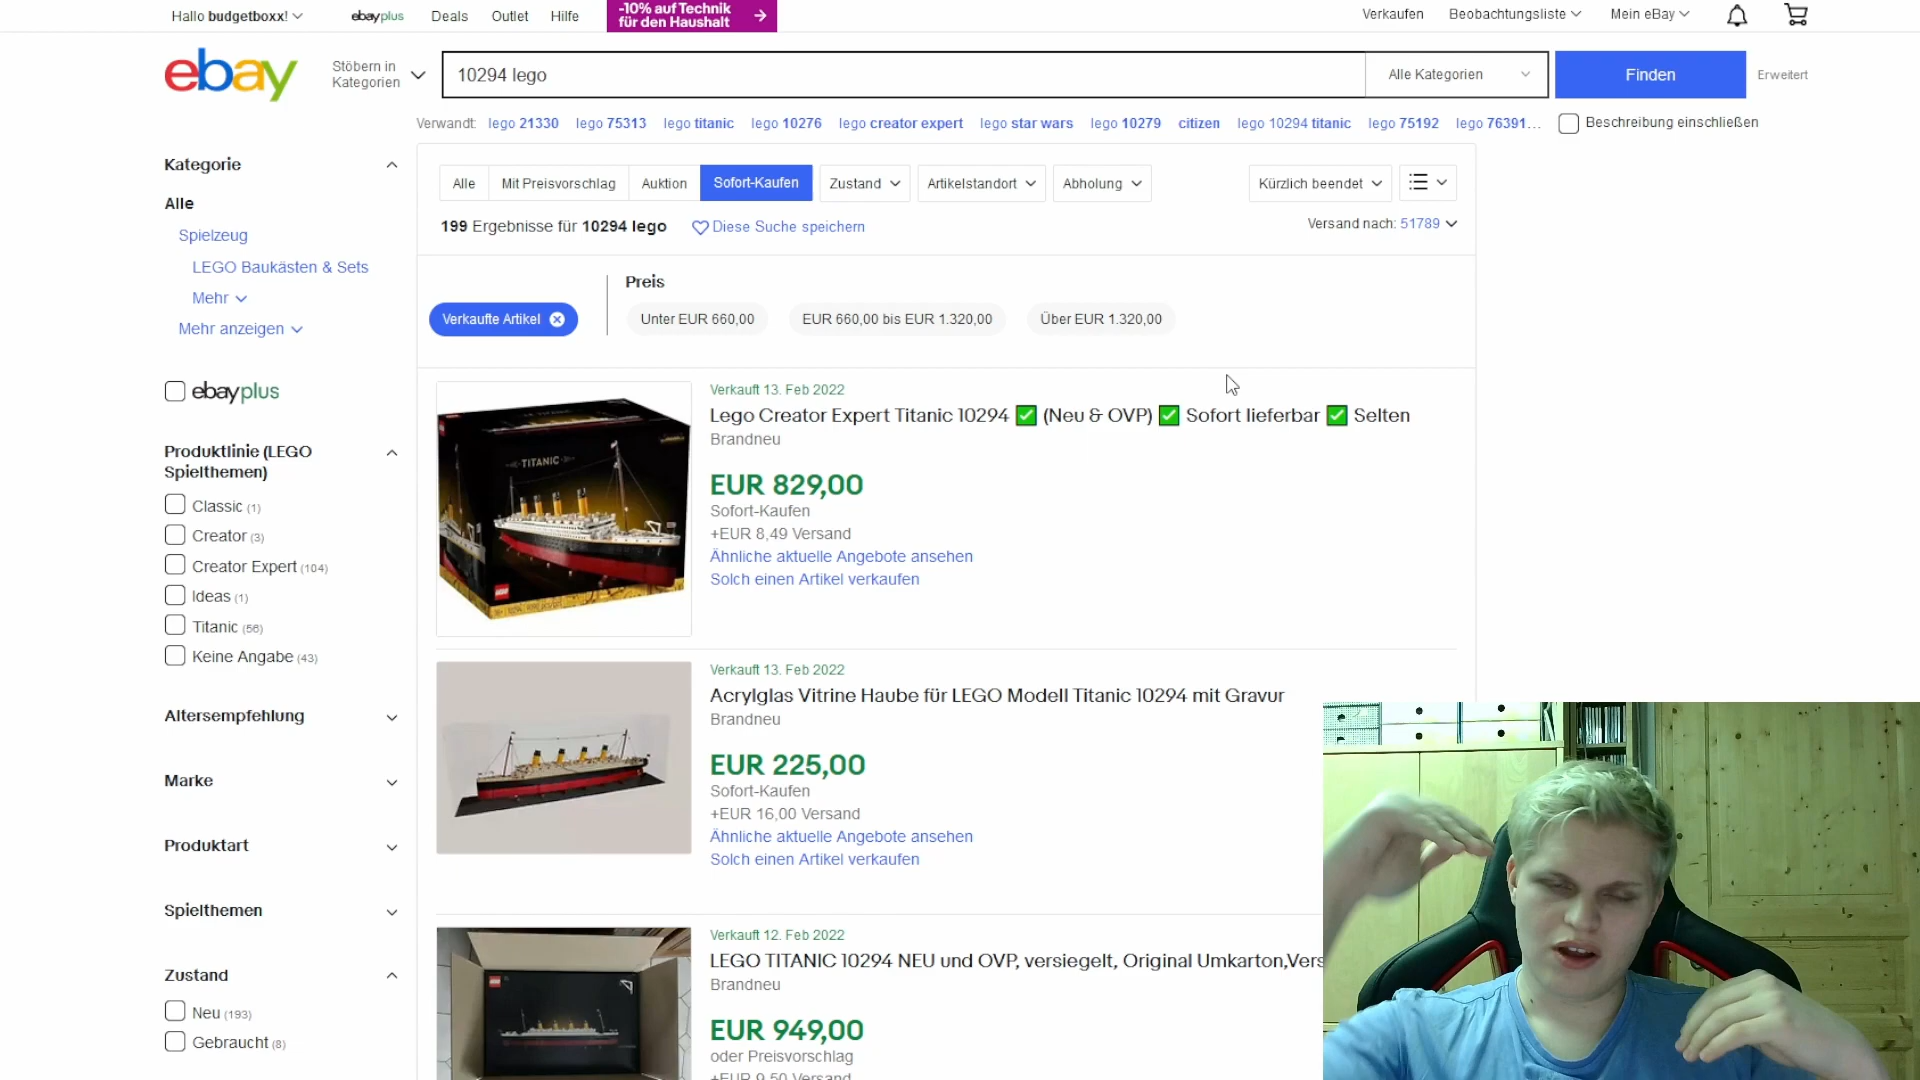 Hallo budgetboxx!
ebayplus
Deals
Outlet
Hilfe
-10% auf Technik
für den Haushalt
Verkaufen
Beobachtungsliste
Mein eBay
ebay
Stöbern in
Kategorien
10294 lego
Alle Kategorien
Finden
Erweitert
Verwandt: lego 21330 lego 75313 lego titanic lego 10276 lego creator expert lego star wars lego 10279 citizen lego 10294 titanic lego 75192 lego 76391...
Beschreibung einschließen
Kategorie
Alle
Spielzeug
LEGO Baukästen & Sets
Mehr
Mehr anzeigen
ebayplus
Produktlinie (LEGO
Spielthemen)
Classic (1)
Creator (3)
Creator Expert (104)
Ideas (1)
Titanic (56)
Keine Angabe (43)
Altersempfehlung
Marke
Produktart
Spielthemen
Zustand
Neu (193)
Gebraucht (8)
Alle
Mit Preisvorschlag
Auktion
Sofort-Kaufen
Zustand
Artikelstandort
Abholung
Kürzlich beendet
199 Ergebnisse für 10294 lego
Diese Suche speichern
Versand nach: 51789
Verkaufte Artikel
Preis
Unter EUR 660,00
EUR 660,00 bis EUR 1.320,00
Über EUR 1.320,00
TITANIC
Verkauft 13. Feb 2022
Lego Creator Expert Titanic 10294 ✅ (Neu & OVP) ✅ Sofort lieferbar ✅ Selten
Brandneu
EUR 829,00
Sofort-Kaufen
+EUR 8,49 Versand
Ähnliche aktuelle Angebote ansehen
Solch einen Artikel verkaufen
Verkauft 13. Feb 2022
Acrylglas Vitrine Haube für LEGO Modell Titanic 10294 mit Gravur
Brandneu
EUR 225,00
Sofort-Kaufen
+EUR 16,00 Versand
Ähnliche aktuelle Angebote ansehen
Solch einen Artikel verkaufen
Verkauft 12. Feb 2022
LEGO TITANIC 10294 NEU und OVP, versiegelt, Original Umkarton,Vers
Brandneu
EUR 949,00
oder Preisvorschlag
+EUR 9,50 Versand